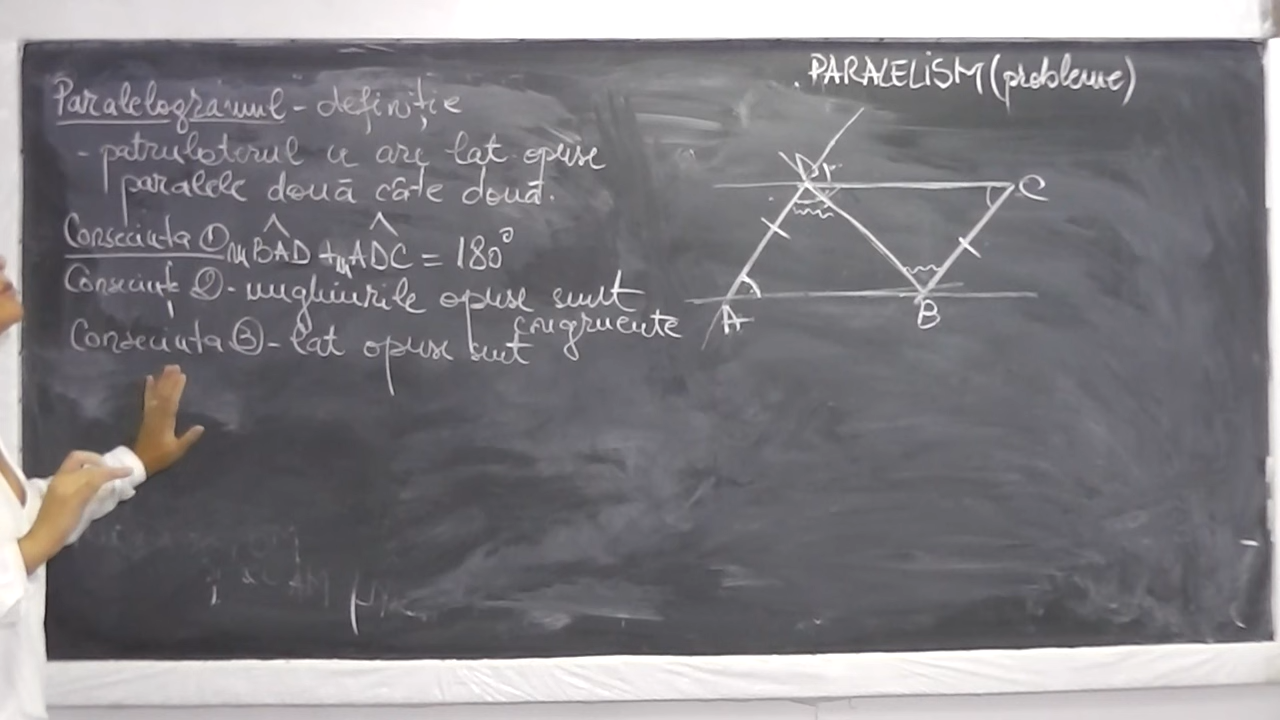 PARALELISM (probleme)
Paralelogramul - definiție
- patrulaterul ce are lat. opuse
paralele două câte două.
Consecința ① m BAD + m ADC = 180°
Consecința ② - unghiurile opuse sunt
congruente
Consecința ③ - lat opuse sunt
D
C
A
B